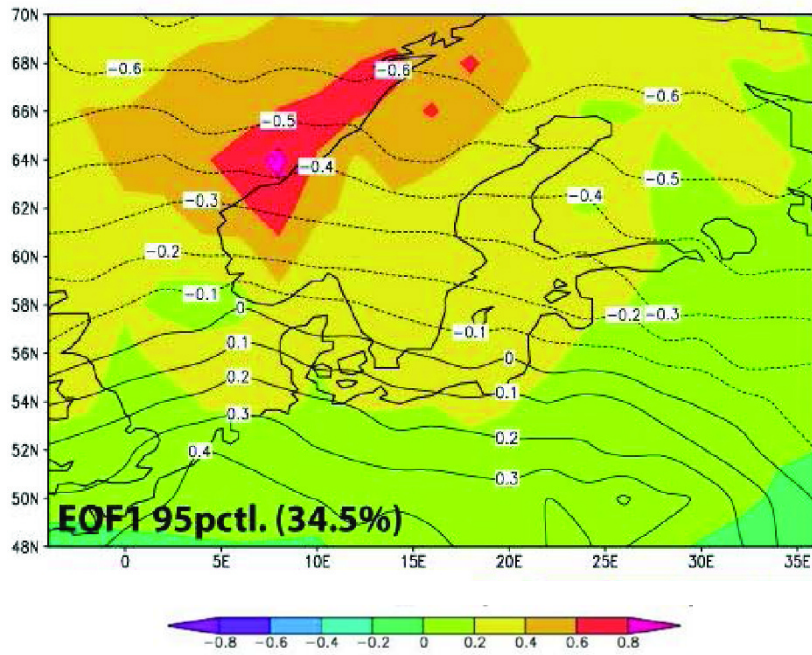 70N
-0.6
-0.6
68N
-0.6
66N
-0.5
64N
-0.4
-0.5
-0.3
-0.4
62N
-0.2
60N
-0.1
58N
0
-0.2 -0.3
-0.1
56N
0.1
0
0.2
0.1
54N
0.3
0.2
52N
0.4
0.3
50N
EOF1 95pctl. (34.5%)
48N
0 5E 10E 15E 20E 25E 30E 35E
-0.8 -0.6 -0.4 -0.2 0 0.2 0.4 0.6 0.8